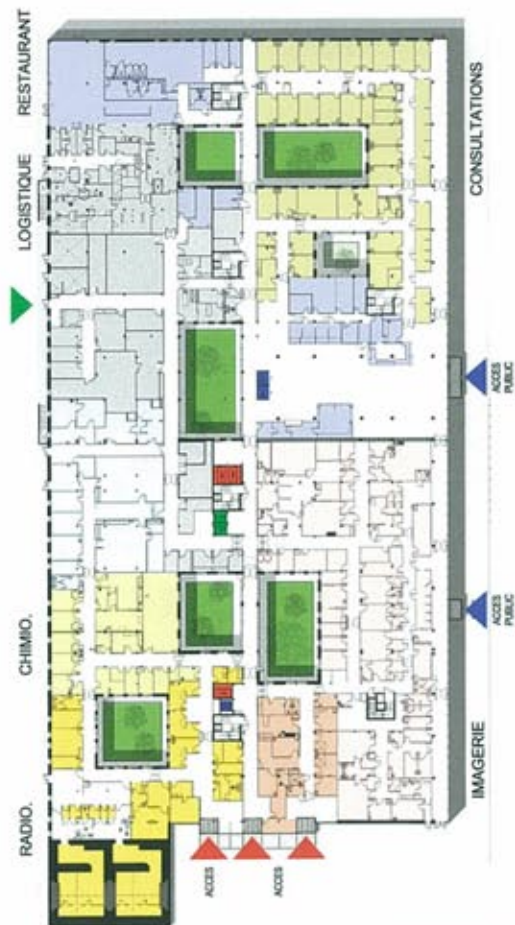 RADIO.
CHIMIO.
LOGISTIQUE
RESTAURANT
ACCES
ACCES
IMAGERIE
ACCES
PUBLIC
ACCES
PUBLIC
CONSULTATIONS